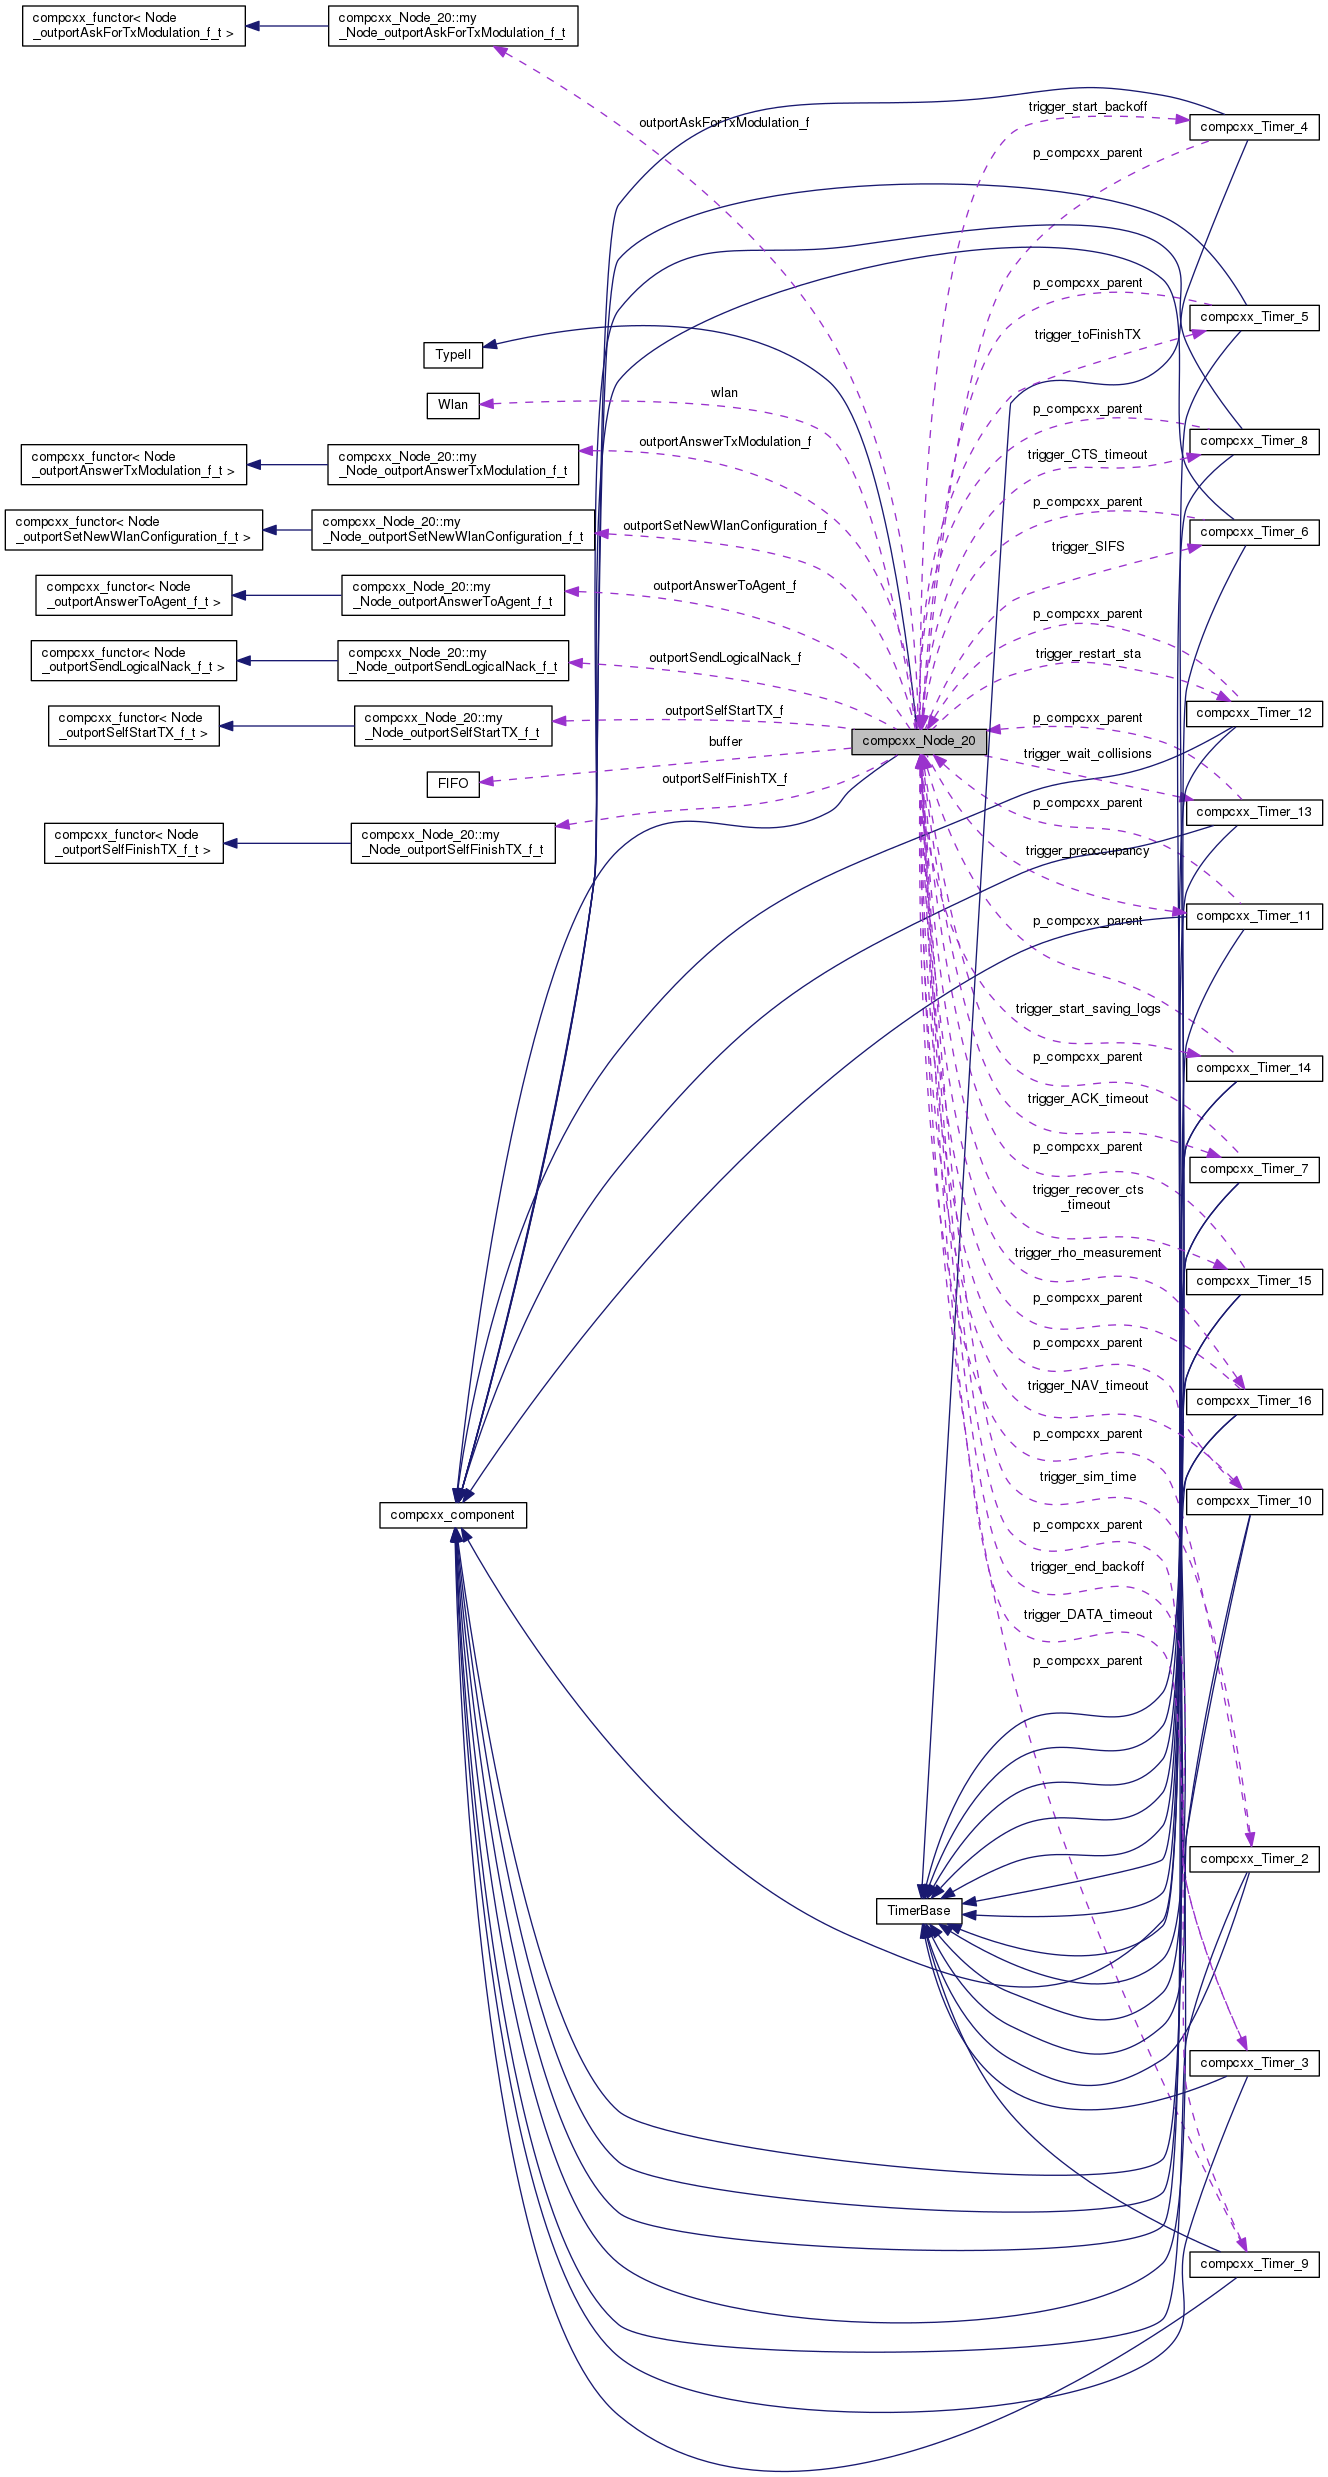 compcxx_functor< Node
_outportAskForTxModulation_f_t >
compcxx_Node_20::my
_Node_outportAskForTxModulation_f_t
outportAskForTxModulation_f
trigger_start_backoff
compcxx_Timer_4
p_compcxx_parent
p_compcxx_parent
compcxx_Timer_5
trigger_toFinishTX
TypeII
wlan
Wlan
p_compcxx_parent
compcxx_Timer_8
trigger_CTS_timeout
compcxx_functor< Node
_outportAnswerTxModulation_f_t >
compcxx_Node_20::my
_Node_outportAnswerTxModulation_f_t
outportAnswerTxModulation_f
p_compcxx_parent
compcxx_functor< Node
_outportSetNewWlanConfiguration_f_t >
compcxx_Node_20::my
_Node_outportSetNewWlanConfiguration_f_t
outportSetNewWlanConfiguration_f
compcxx_Timer_6
trigger_SIFS
compcxx_functor< Node
_outportAnswerToAgent_f_t >
compcxx_Node_20::my
_Node_outportAnswerToAgent_f_t
outportAnswerToAgent_f
p_compcxx_parent
compcxx_functor< Node
_outportSendLogicalNack_f_t >
compcxx_Node_20::my
_Node_outportSendLogicalNack_f_t
outportSendLogicalNack_f
trigger_restart_sta
compcxx_functor< Node
_outportSelfStartTX_f_t >
compcxx_Node_20::my
_Node_outportSelfStartTX_f_t
outportSelfStartTX_f
compcxx_Timer_12
p_compcxx_parent
compcxx_Node_20
buffer
FIFO
trigger_wait_collisions
outportSelfFinishTX_f
p_compcxx_parent
compcxx_Timer_13
compcxx_functor< Node
_outportSelfFinishTX_f_t >
compcxx_Node_20::my
_Node_outportSelfFinishTX_f_t
trigger_preoccupancy
compcxx_Timer_11
p_compcxx_parent
trigger_start_saving_logs
p_compcxx_parent
compcxx_Timer_14
trigger_ACK_timeout
p_compcxx_parent
compcxx_Timer_7
trigger_recover_cts
_timeout
trigger_rho_measurement
compcxx_Timer_15
p_compcxx_parent
p_compcxx_parent
trigger_NAV_timeout
compcxx_Timer_16
p_compcxx_parent
trigger_sim_time
compcxx_Timer_10
compcxx_component
p_compcxx_parent
trigger_end_backoff
trigger_DATA_timeout
p_compcxx_parent
compcxx_Timer_2
TimerBase
compcxx_Timer_3
compcxx_Timer_9